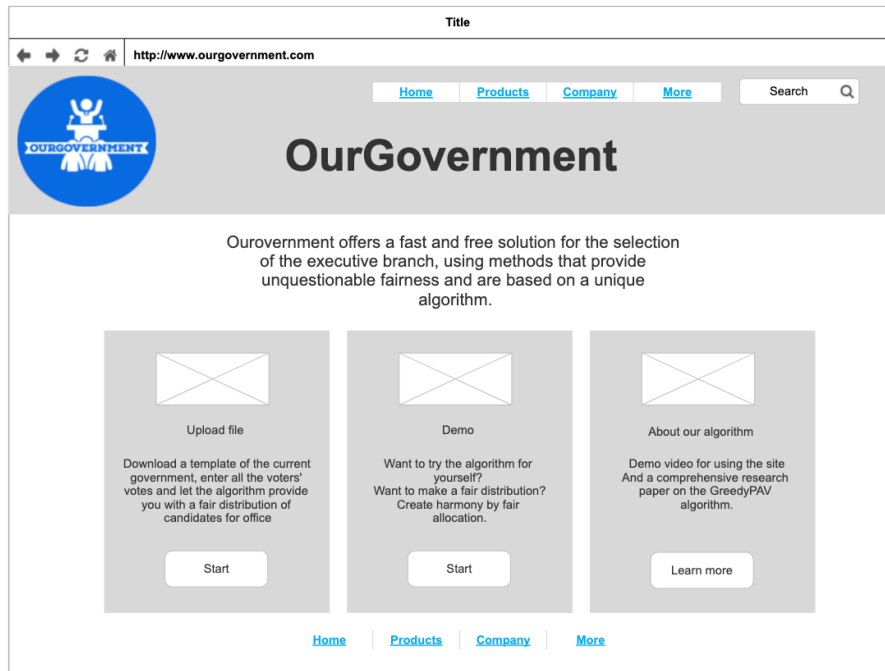 Title
http://www.ourgovernment.com
Home Products Company More Search
OURGOVERNMENT
OurGovernment
Ourovernment offers a fast and free solution for the selection
of the executive branch, using methods that provide
unquestionable fairness and are based on a unique
algorithm.
Upload file
Download a template of the current
government, enter all the voters'
votes and let the algorithm provide
you with a fair distribution of
candidates for office
Start
Demo
Want to try the algorithm for
yourself?
Want to make a fair distribution?
Create harmony by fair
allocation.
Start
About our algorithm
Demo video for using the site
And a comprehensive research
paper on the GreedyPAV
algorithm.
Learn more
Home Products Company More